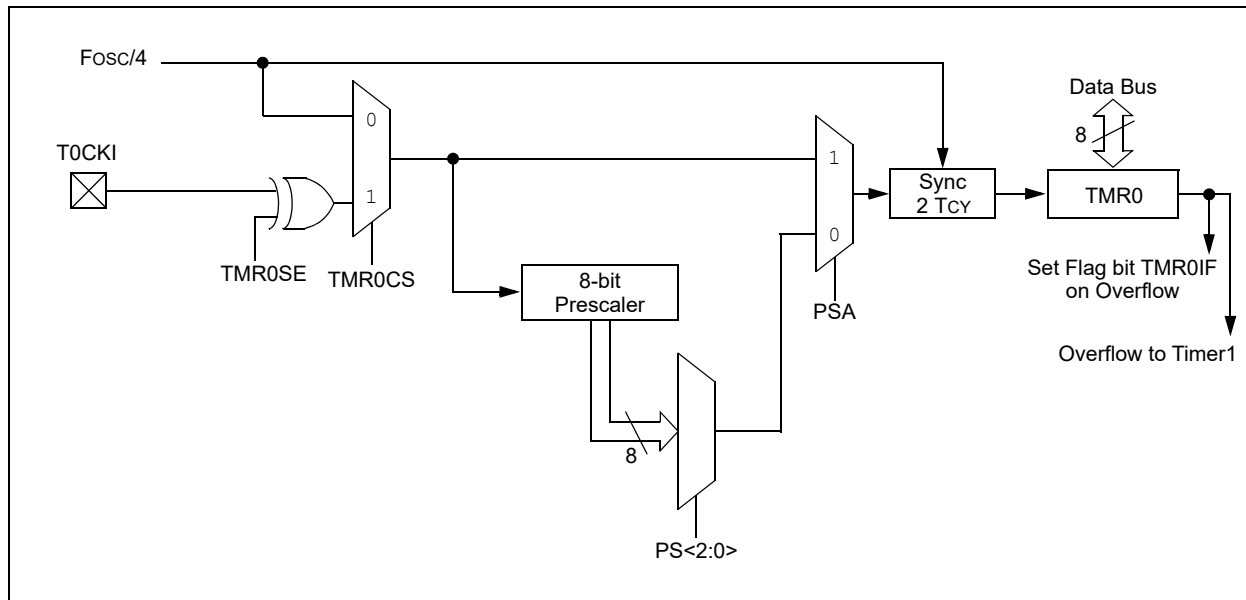 FOSC/4
Data Bus
8
T0CKI
0
1
1
0
Sync
2 TCY
TMR0
TMR0SE
TMR0CS
8-bit
Prescaler
PSA
Set Flag bit TMR0IF
on Overflow
Overflow to Timer1
8
PS<2:0>